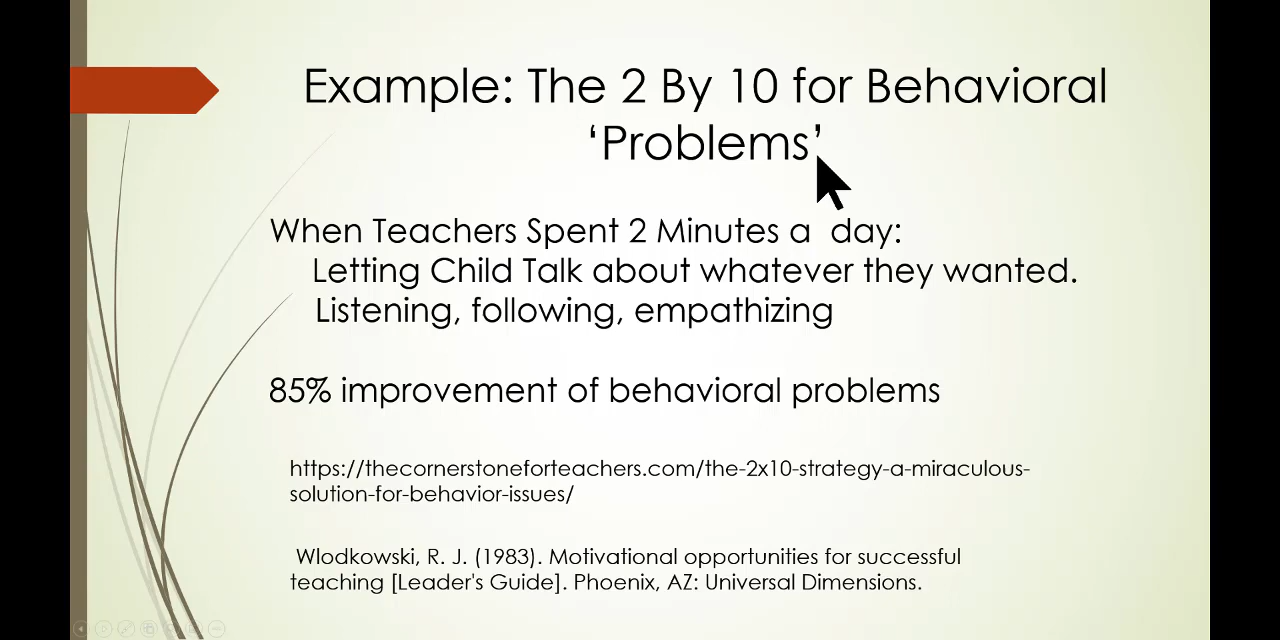 Example: The 2 By 10 for Behavioral
‘Problems’
When Teachers Spent 2 Minutes a  day:
Letting Child Talk about whatever they wanted.
Listening, following, empathizing
85% improvement of behavioral problems
https://thecornerstoneforteachers.com/the-2x10-strategy-a-miraculous-
solution-for-behavior-issues/
Wlodkowski, R. J. (1983). Motivational opportunities for successful
teaching [Leader's Guide]. Phoenix, AZ: Universal Dimensions.